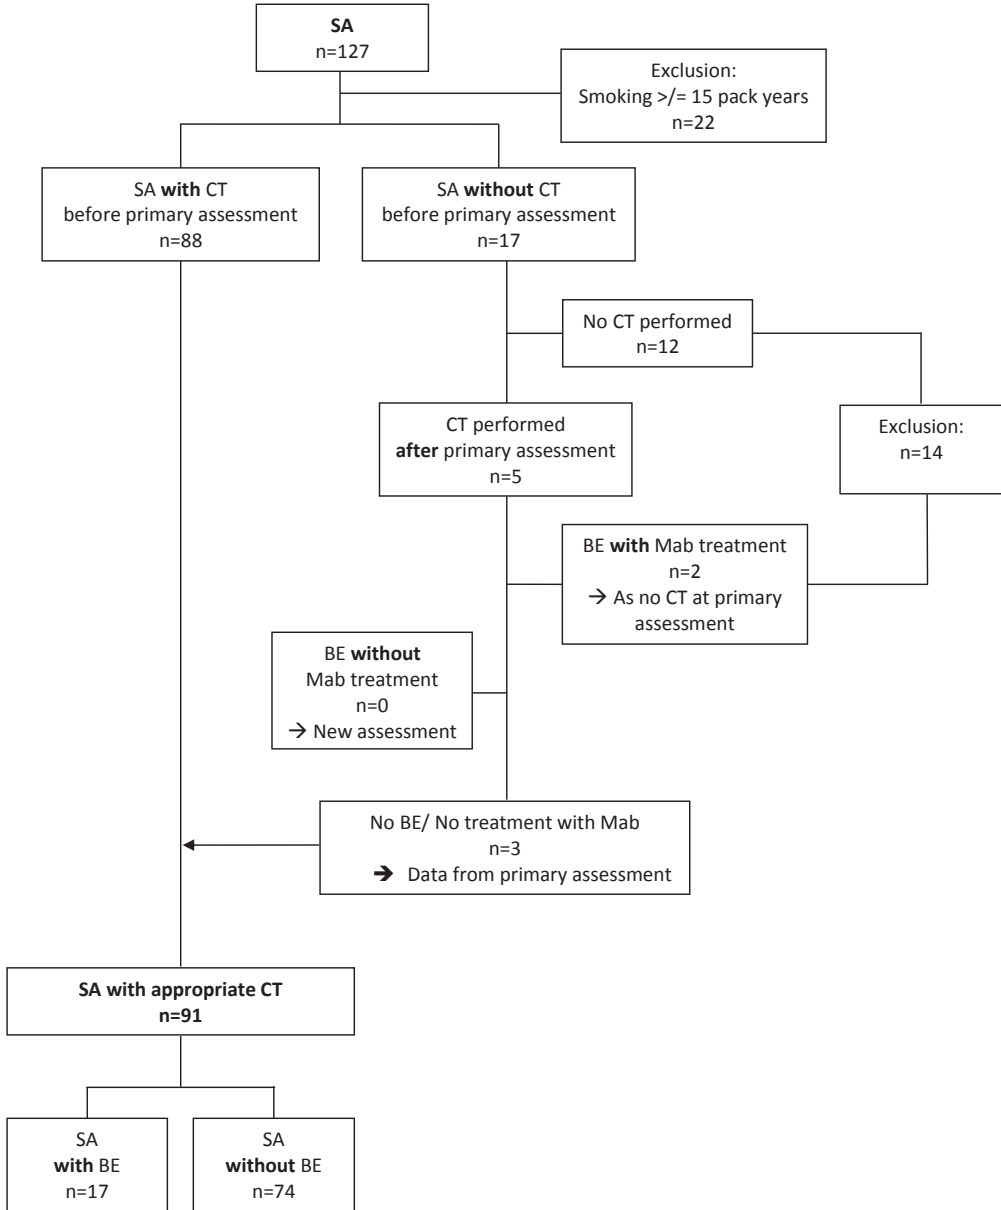 SA
n=127
Exclusion:
Smoking >/= 15 pack years
n=22
SA with CT
before primary assessment
n=88
SA without CT
before primary assessment
n=17
No CT performed
n=12
CT performed
after primary assessment
n=5
Exclusion:
n=14
BE with Mab treatment
n=2
→ As no CT at primary
assessment
BE without
Mab treatment
n=0
→ New assessment
No BE/ No treatment with Mab
n=3
→ Data from primary assessment
SA with appropriate CT
n=91
SA
with BE
n=17
SA
without BE
n=74